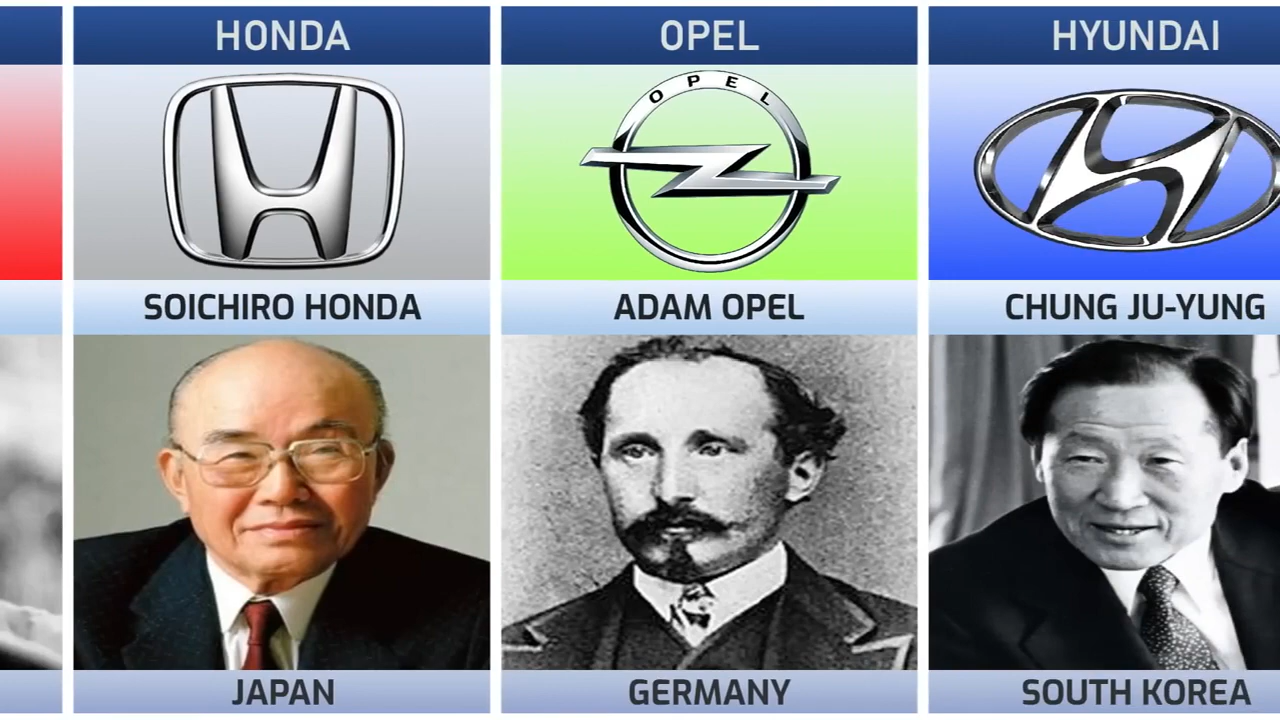 HONDA
OPEL
HYUNDAI
OPEL
SOICHIRO HONDA
ADAM OPEL
CHUNG JU-YUNG
JAPAN
GERMANY
SOUTH KOREA